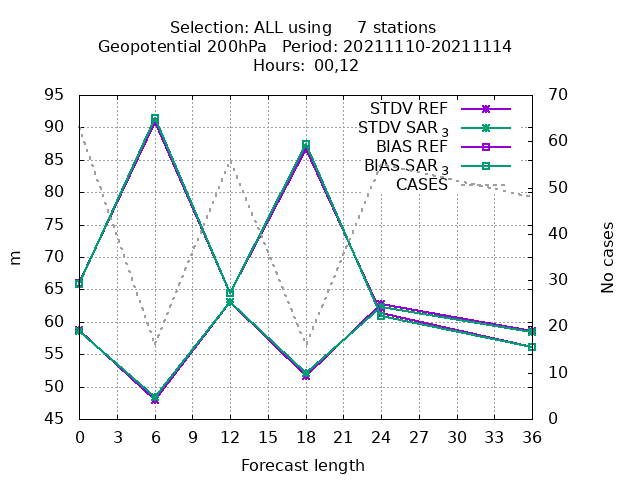 Selection: ALL using     7 stations
Geopotential 200hPa   Period: 20211110-20211114
Hours: 00,12
STDV REF
STDV SAR 3
BIAS REF
BIAS SAR 3
CASES
95
90
85
80
75
70
65
60
55
50
45
70
60
50
40
30
20
10
0
m
No cases
0 3 6 9 12 15 18 21 24 27 30 33 36
Forecast length